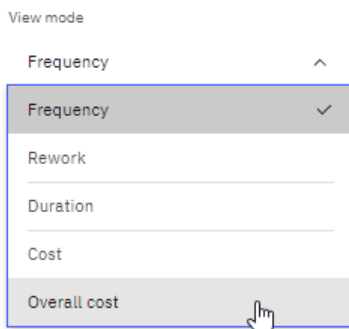 View mode
Frequency
Frequency
Rework
Duration
Cost
Overall cost